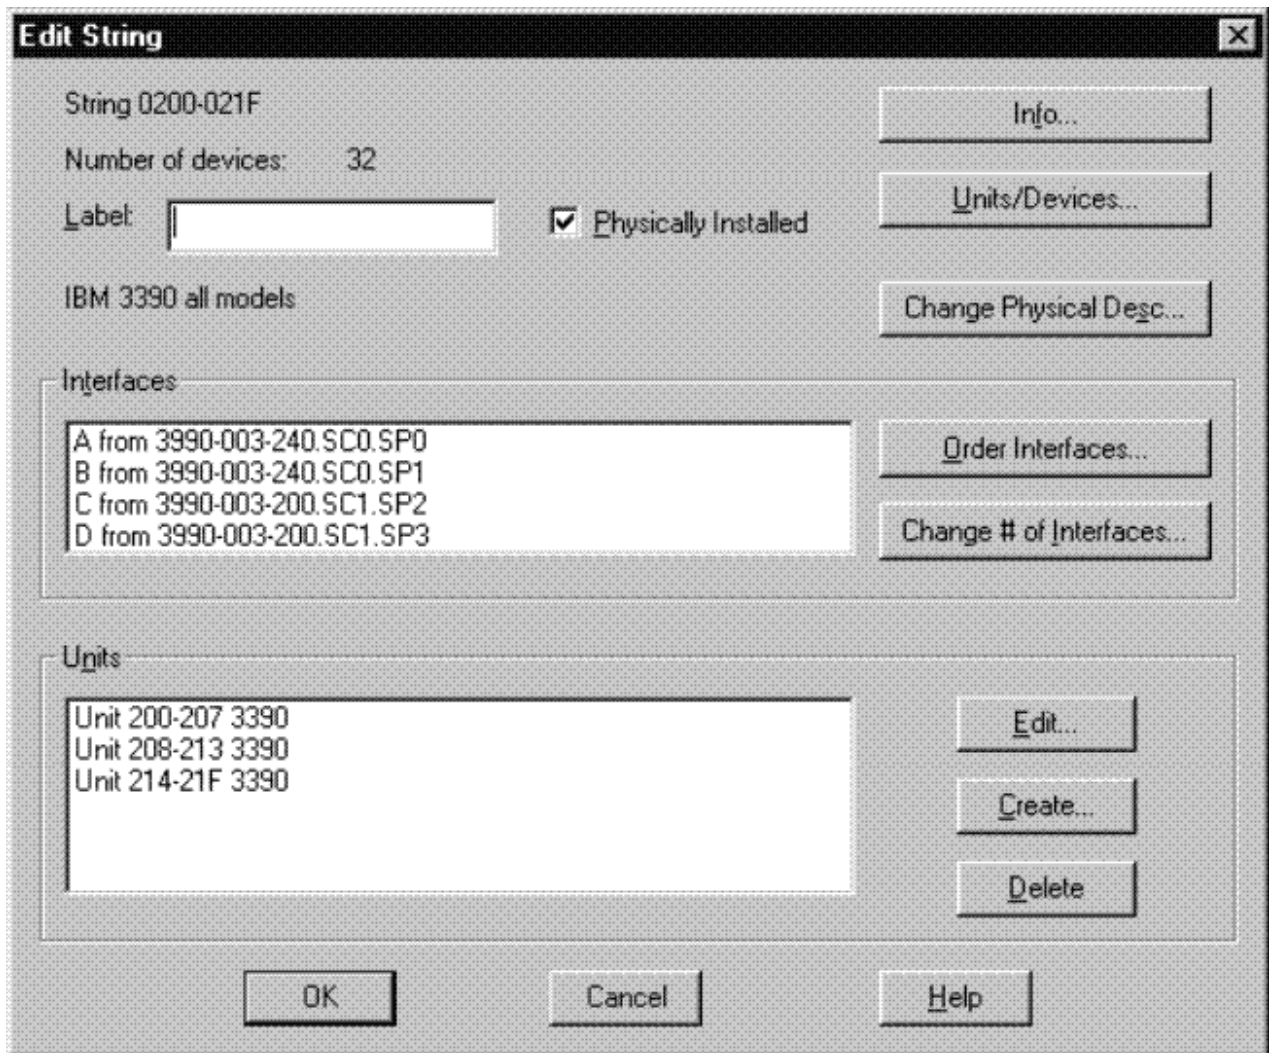 Edit String
String 0200-021F
Info...
Number of devices: 32
Units/Devices...
Label:
Physically Installed
IBM 3390 all models
Change Physical Desc...
Interfaces
A from 3990-003-240.SC0.SP0
B from 3990-003-240.SC0.SP1
C from 3990-003-200.SC1.SP2
D from 3990-003-200.SC1.SP3
Order Interfaces...
Change # of Interfaces...
Units
Unit 200-207 3390
Unit 208-213 3390
Unit 214-21F 3390
Edit...
Create...
Delete
OK
Cancel
Help